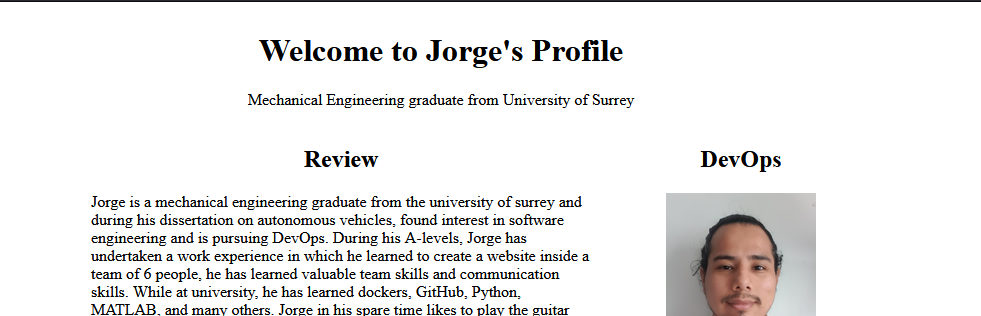 Welcome to Jorge's Profile
Mechanical Engineering graduate from University of Surrey
Review
Jorge is a mechanical engineering graduate from the university of surrey and
during his dissertation on autonomous vehicles, found interest in software
engineering and is pursuing DevOps. During his A-levels, Jorge has
undertaken a work experience in which he learned to create a website inside a
team of 6 people, he has learned valuable team skills and communication
skills. While at university, he has learned dockers, GitHub, Python,
MATLAB, and many others. Jorge in his spare time likes to play the guitar
DevOps